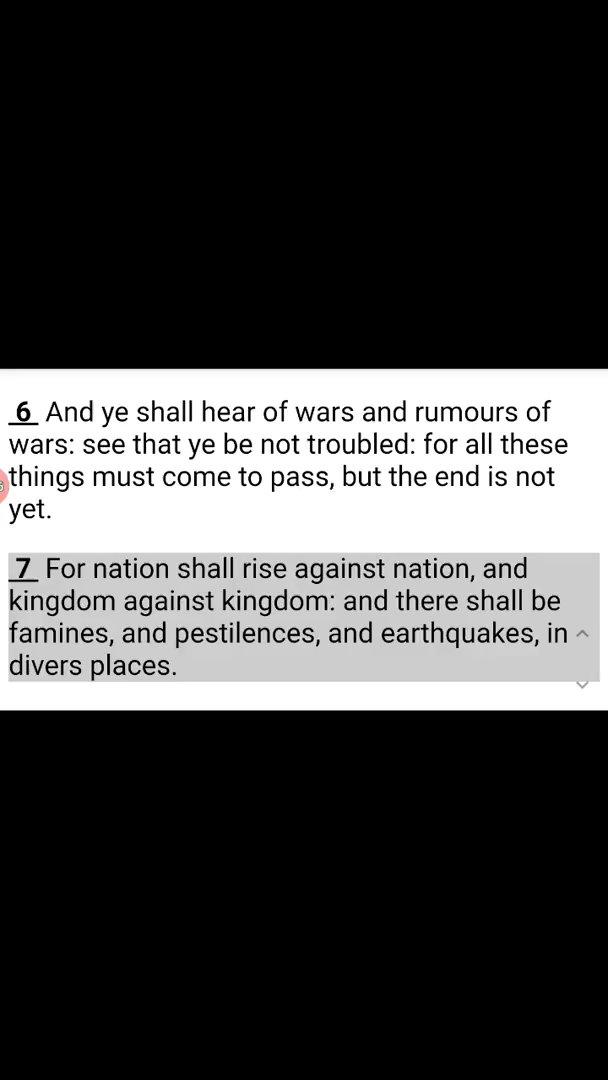 6 And ye shall hear of wars and rumours of
wars: see that ye be not troubled: for all these
things must come to pass, but the end is not
yet.
7 For nation shall rise against nation, and
kingdom against kingdom: and there shall be
famines, and pestilences, and earthquakes, in
divers places.